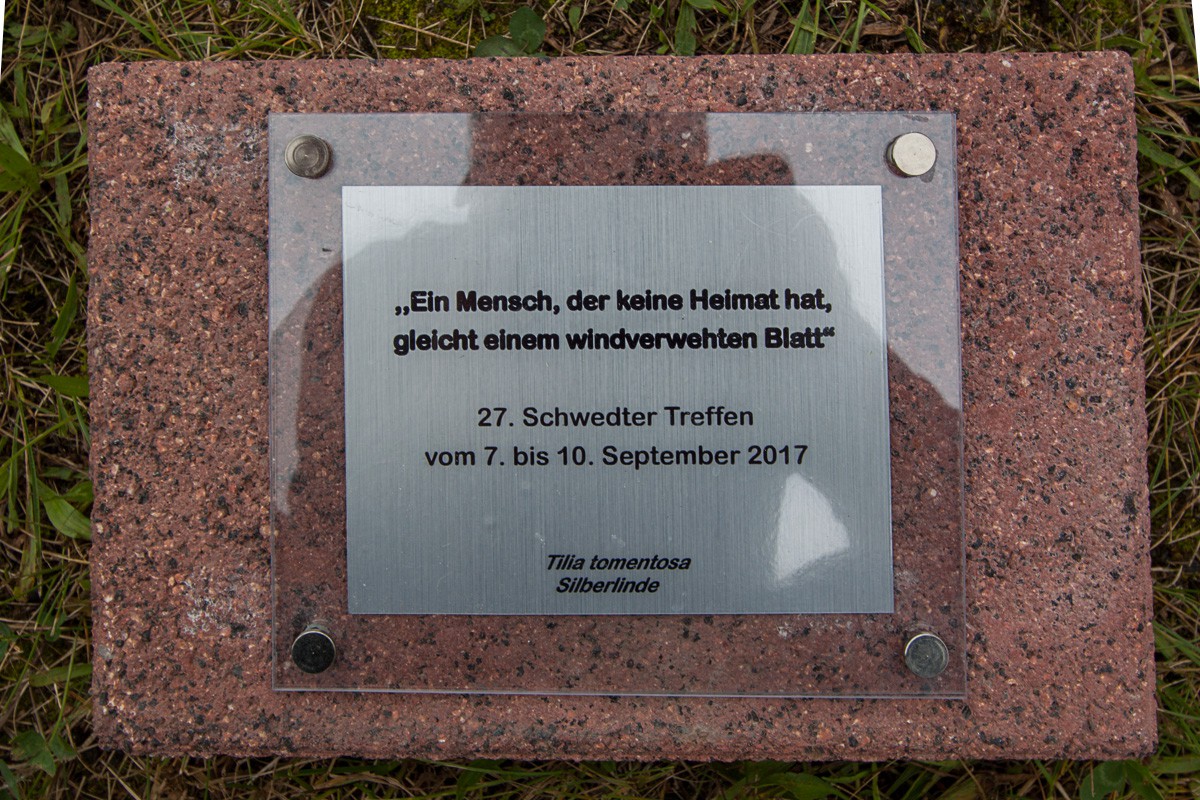 „Ein Mensch, der keine Heimat hat,
gleicht einem windverwehten Blatt“
27. Schwedter Treffen
vom 7. bis 10. September 2017
Tilia tomentosa
Silberlinde